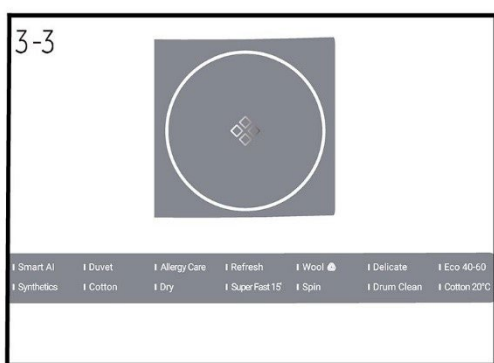 3-3
Smart AI Duvet Allergy Care Refresh Wool Delicate Eco 40-60
Synthetics Cotton Dry Super Fast 15' Spin Drum Clean Cotton 20°C